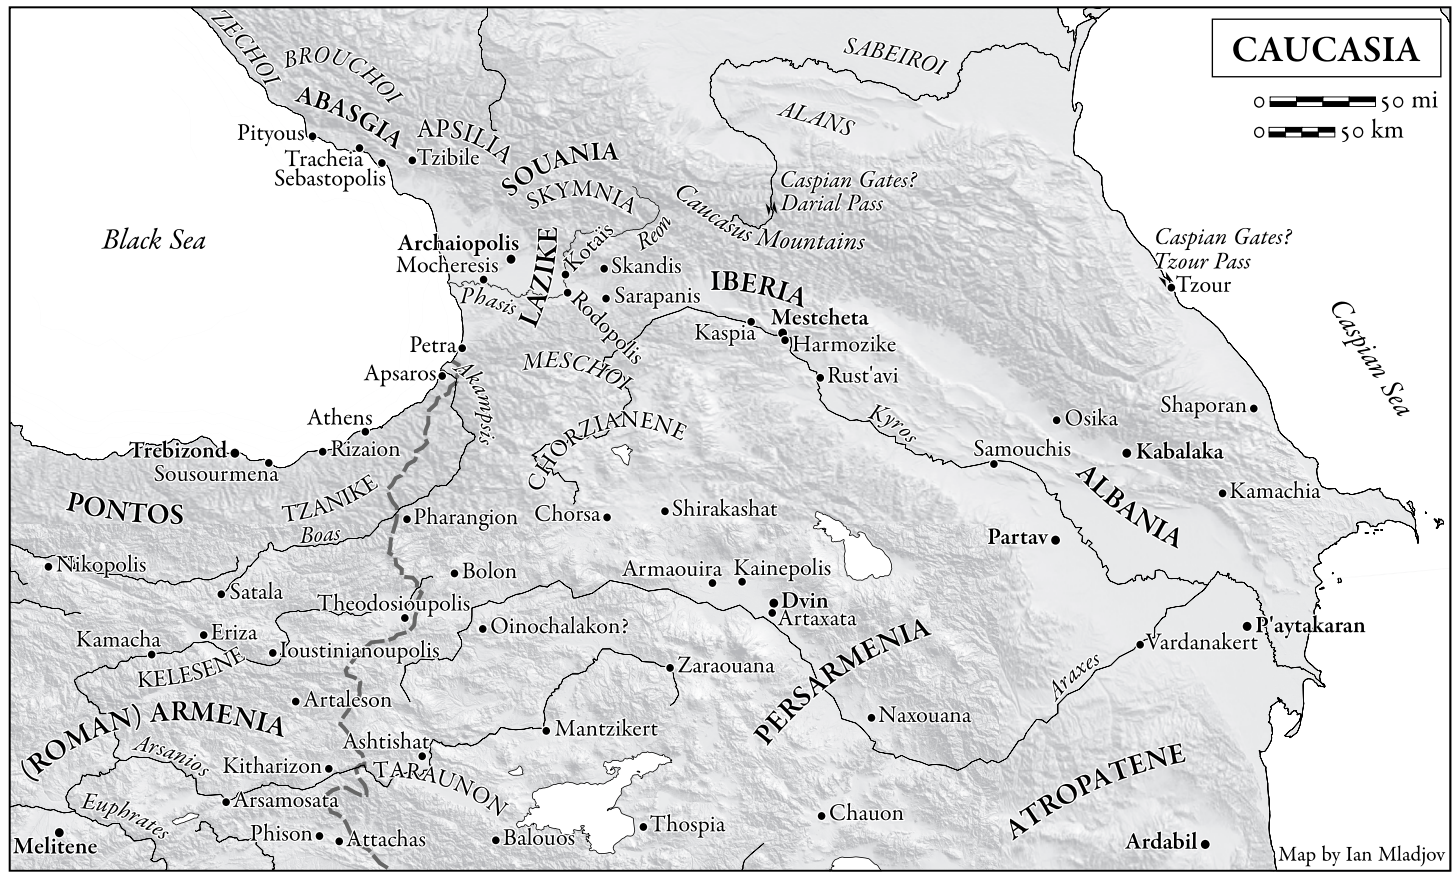 CAUCASIA
0 50 mi
0 50 km
ZECHOI
BROUCHOI
ABASGIA
APSILIA
SABEIROI
ALANS
Pityous
Tracheia
Sebastopolis
Tzibile
SOUANIA
SKYMNIA
Caspian Gates?
Darial Pass
Caucasus Mountains
Black Sea
Archaiopolis
Mocheresis
Phasis
LAZIKE
Kotaïs
Reon
Skandis
Sarapanis
Rodopolis
IBERIA
Caspian Gates?
Tzour Pass
Tzour
Caspian Sea
Kaspia
Mestcheta
Harmozike
Rust'avi
Petra
Apsaros
Akampsis
MESCHOI
CHORZIANENE
Kyros
Athens
Trebizond
Rizaion
Sousourmena
Shaporan
Osika
Kabalaka
Samouchis
Kamachia
ALBANIA
PONTOS
TZANIKE
Boas
Pharangion
Chorsa
Shirakashat
Partav
Nikopolis
Satala
Bolon
Armaouira
Kainepolis
Dvin
Artaxata
Theodosioupolis
Oinochalakon?
Kamacha
Eriza
Ioustinianoupolis
KELESENE
Zaraouana
PERSARMENIA
Vardanekert
P'aytakaran
Araxes
Artaleson
(ROMAN) ARMENIA
Mantzikert
Naxouana
Arsanios
Ashtishat
Kitharizon
TARAUNON
ATROPATENE
Euphrates
Arsamosata
Phison
Attachas
Balouos
Thospia
Chauon
Melitene
Ardabil
Map by Ian Mladjov